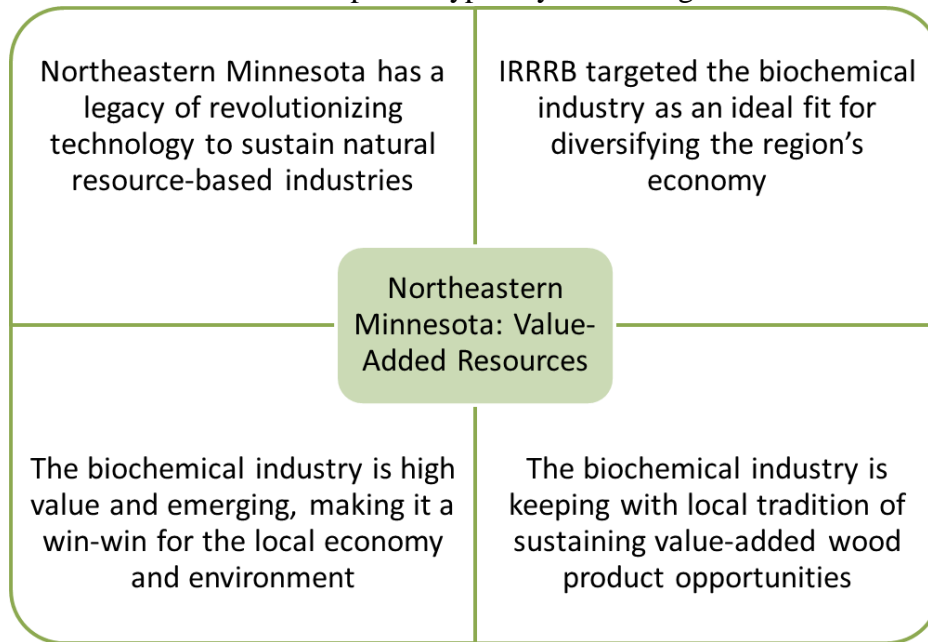 Northeastern Minnesota has a
legacy of revolutionizing
technology to sustain natural
resource-based industries
IRRRB targeted the biochemical
industry as an ideal fit for
diversifying the region's
economy
Northeastern
Minnesota: Value-
Added Resources
The biochemical industry is high
value and emerging, making it a
win-win for the local economy
and environment
The biochemical industry is
keeping with local tradition of
sustaining value-added wood
product opportunities